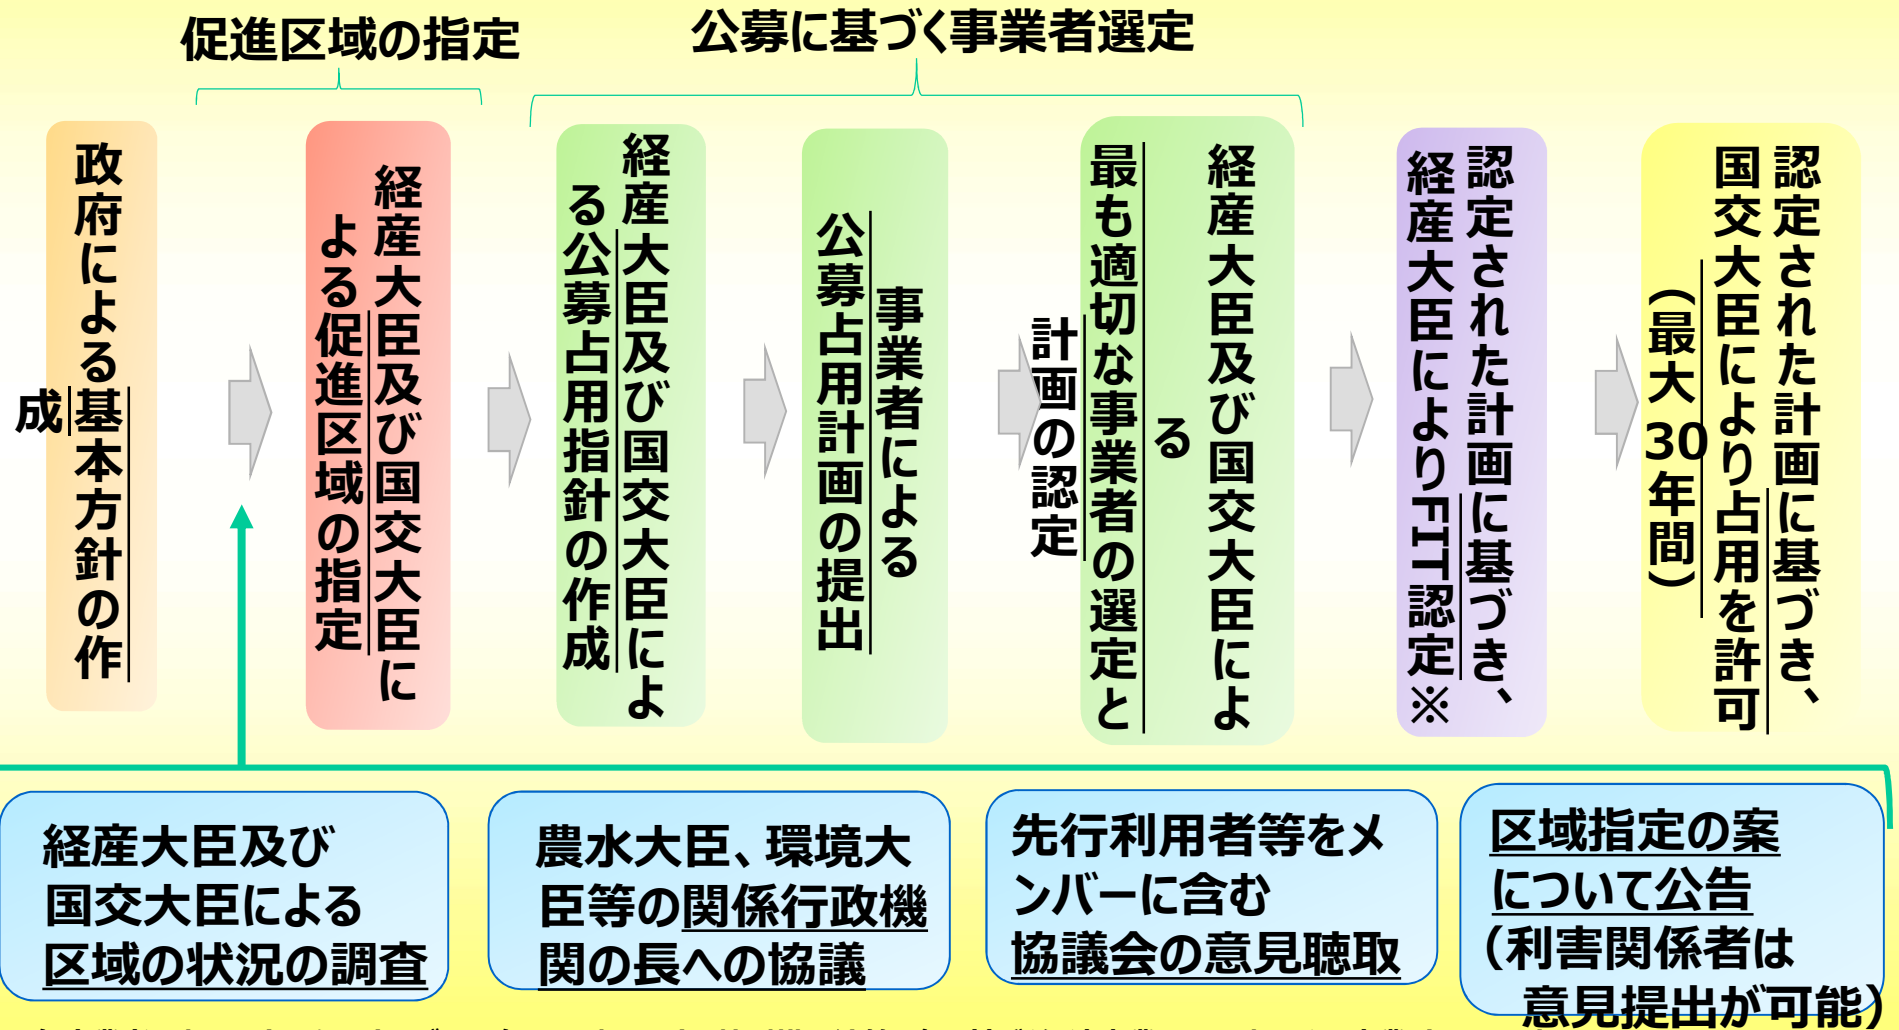 促進区域の指定
公募に基づく事業者選定
政府による基本方針の作
成
経産大臣及び国交大臣に
よる促進区域の指定
経産大臣及び国交大臣によ
る公募占用指針の作成
事業者による
公募占用計画の提出
経産大臣及び国交大臣によ
る
最も適切な事業者の選定と
計画の認定
認定された計画に基づき、
経産大臣によりFIT認定※
認定された計画に基づき、
国交大臣により占用を許可
（最大30年間）
経産大臣及び
国交大臣による
区域の状況の調査
農水大臣、環境大
臣等の関係行政機
関の長への協議
先行利用者等をメ
ンバーに含む
協議会の意見聴取
区域指定の案
について公告
（利害関係者は
意見提出が可能）